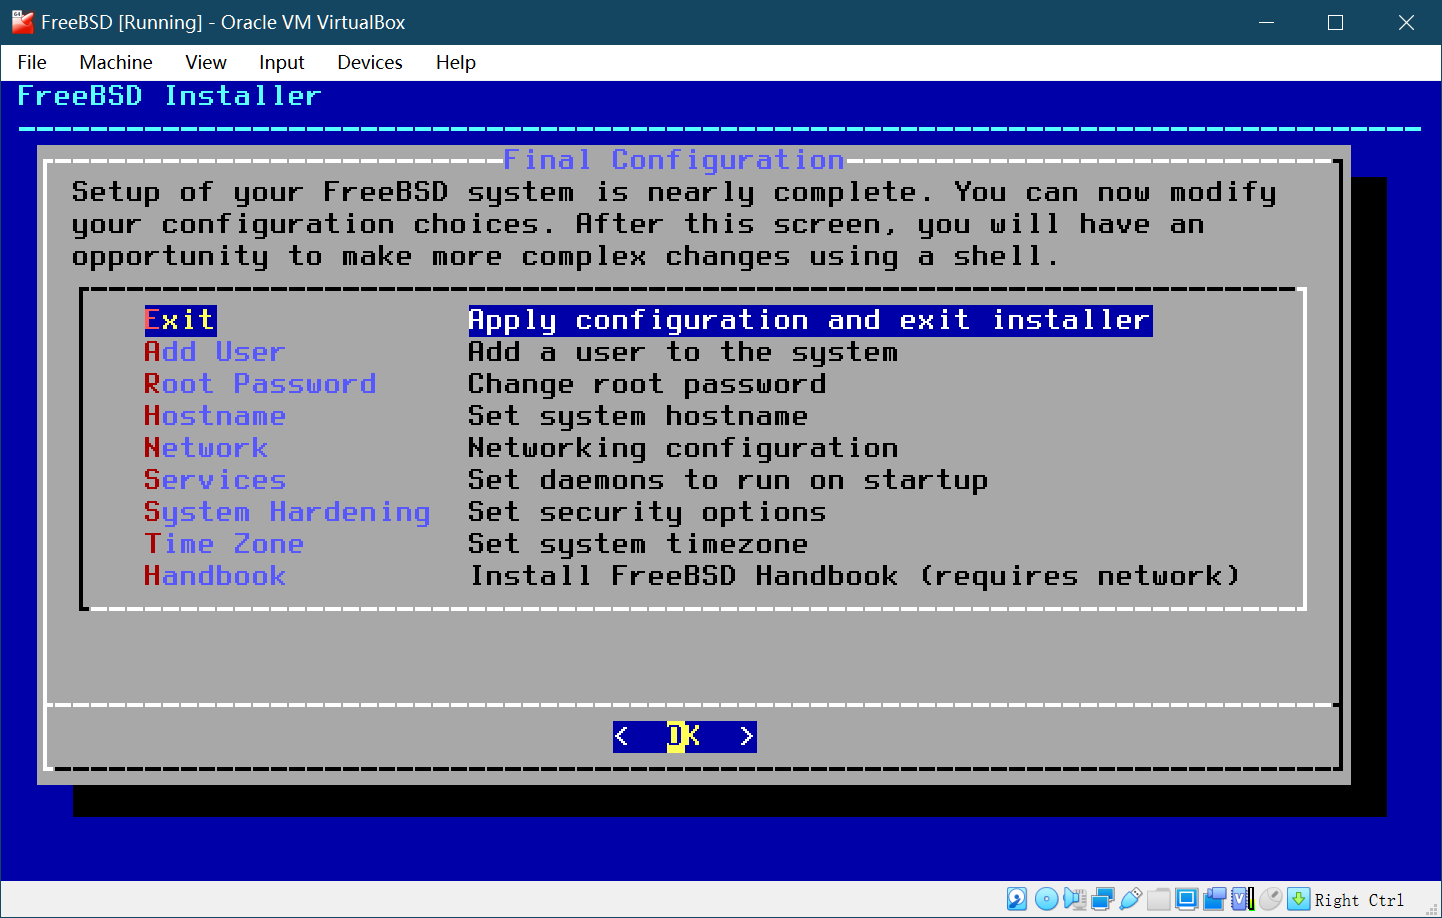 FreeBSD [Running] - Oracle VM VirtualBox
File Machine View Input Devices Help
FreeBSD Installer
Final Configuration
Setup of your FreeBSD system is nearly complete. You can now modify
your configuration choices. After this screen, you will have an
opportunity to make more complex changes using a shell.
Exit Apply configuration and exit installer
Add User Add a user to the system
Root Password Change root password
Hostname Set system hostname
Network Networking configuration
Services Set daemons to run on startup
System Hardening Set security options
Time Zone Set system timezone
Handbook Install FreeBSD Handbook (requires network)
< OK >
Right Ctrl